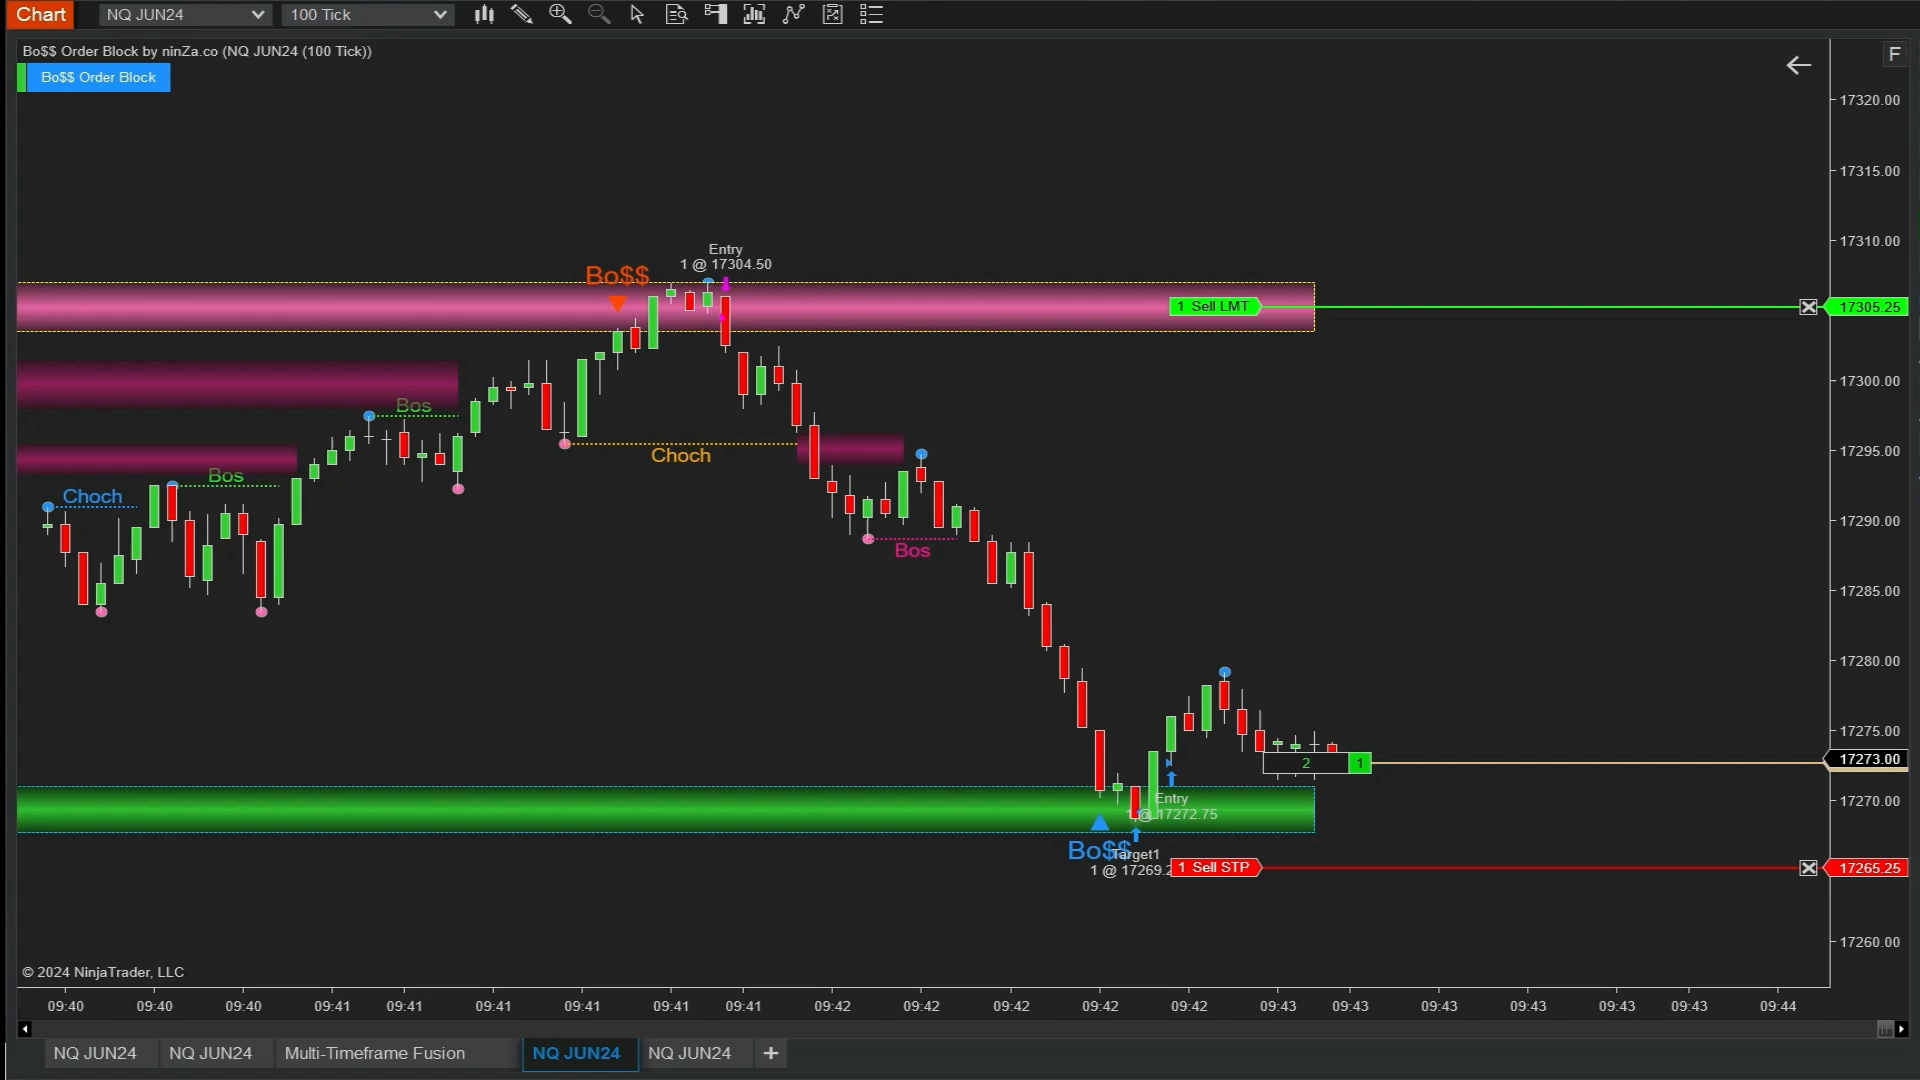 Chart
NQ JUN24
100 Tick
Bo$$ Order Block by ninZa.co (NQ JUN24 (100 Tick))
F
Bo$$ Order Block
17320.00
17315.00
17310.00
Entry
1 @ 17304.50
Bo$$
1 Sell LMT
17305.25
17300.00
Bos
17295.00
Choch
Bos
Choch
17290.00
Bos
17285.00
17280.00
17275.00
2
1
17273.00
17270.00
Entry
1 @ 17272.75
Bo$$
Target1
1 @ 17269.2
1 Sell STP
17265.25
17260.00
© 2024 NinjaTrader, LLC
09:40 09:40 09:40 09:41 09:41 09:41 09:41 09:41 09:41 09:42 09:42 09:42 09:42 09:42 09:43 09:43 09:43 09:43 09:43 09:43 09:44
NQ JUN24
NQ JUN24
Multi-Timeframe Fusion
NQ JUN24
NQ JUN24
+